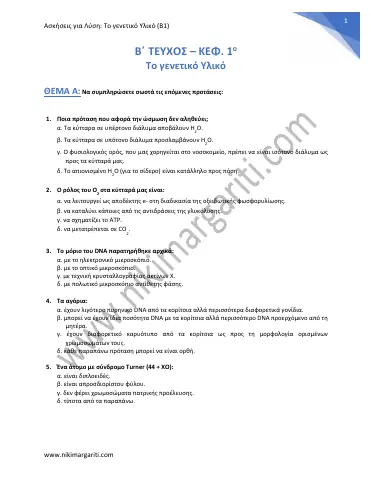 Ασκήσεις για Λύση: Το γενετικό Υλικό (Β1)
1
Β΄ ΤΕΥΧΟΣ – ΚΕΦ. 1ο
Το γενετικό Υλικό
ΘΕΜΑ Α: Να συμπληρώσετε σωστά τις επόμενες προτάσεις:
1. Ποια πρόταση που αφορά την ώσμωση δεν αληθεύει;
α. Τα κύτταρα σε υπέρτονο διάλυμα αποβάλουν H2O.
β. Τα κύτταρα σε υπότονο διάλυμα προσλαμβάνουν H2O.
γ. Ο φυσιολογικός ορός, που μας χορηγείται στο νοσοκομείο, πρέπει να είναι ισότονο διάλυμα ως
προς τα κύτταρά μας.
δ. Το απιονισμένο H2O (για το σίδερο) είναι κατάλληλο προς πόση.
2. Ο ρόλος του O2 στα κύτταρά μας είναι:
α. να λειτουργεί ως αποδέκτης e- στη διαδικασία της οξειδωτικής φωσφορυλίωσης.
β. να καταλύει κάποιες από τις αντιδράσεις της γλυκόλυσης.
γ. να σχηματίζει το ATP.
δ. να μετατρέπεται σε CO2.
3. Το μόριο του DNA παρατηρήθηκε αρχικά:
α. με το ηλεκτρονικό μικροσκόπιο.
β. με το οπτικό μικροσκόπιο.
γ. με τεχνική κρυσταλλογραφίας ακτίνων Χ.
δ. με πολωτικό μικροσκόπιο αντίθετης φάσης.
4. Τα αγόρια:
α. έχουν λιγότερο πυρηνικό DNA από τα κορίτσια αλλά περισσότερα διαφορετικά γονίδια.
β. μπορεί να έχουν ίδια ποσότητα DNA με τα κορίτσια αλλά περισσότερο DNA προερχόμενο από τη
μητέρα.
γ. έχουν διαφορετικό καρυότυπο από τα κορίτσια ως προς τη μορφολογία ορισμένων
χρωμοσωμάτων τους.
δ. κάθε παραπάνω πρόταση μπορεί να είναι ορθή.
5. Ένα άτομο με σύνδρομο Turner (44 + XO):
α. είναι διπλοειδές.
β. είναι απροσδιορίστου φύλου.
γ. δεν φέρει χρωμοσώματα πατρικής προέλευσης.
δ. τίποτα από τα παραπάνω.
www.nikimargariti.com
www.nikimargariti.com